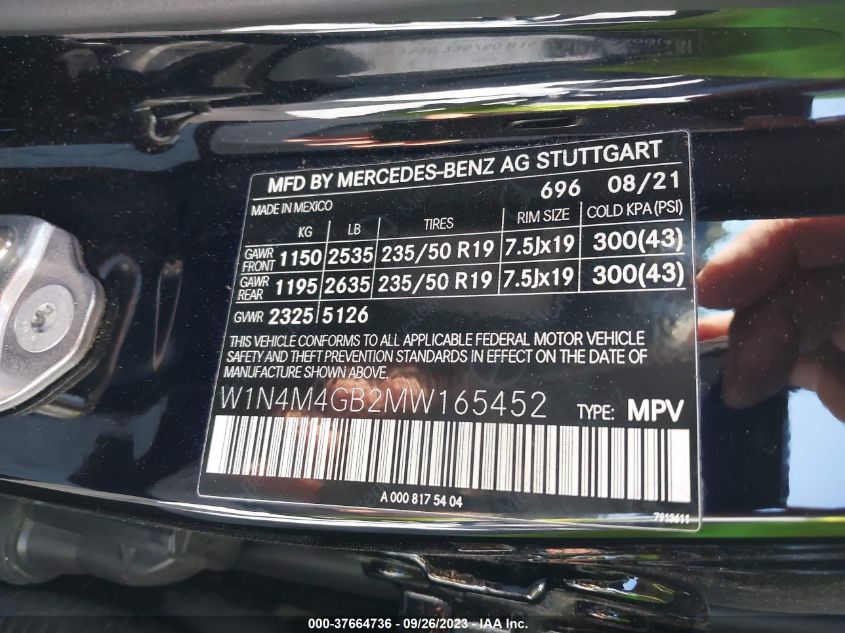 MFD BY MERCEDES-BENZ AG STUTTGART
696 08/21
MADE IN MEXICO
KG LB TIRES RIM SIZE COLD KPA (PSI)
GAWR FRONT 1150 2535 235/50 R19 7.5Jx19 300(43)
GAWR REAR 1195 2635 235/50 R19 7.5Jx19 300(43)
GVWR 2325 5126
THIS VEHICLE CONFORMS TO ALL APPLICABLE FEDERAL MOTOR VEHICLE
SAFETY AND THEFT PREVENTION STANDARDS IN EFFECT ON THE DATE OF
MANUFACTURE SHOWN ABOVE.
W1N4M4GB2MW165452 TYPE: MPV
A 000 817 54 04
7913611
000-37664736 - 09/26/2023 - IAA Inc.